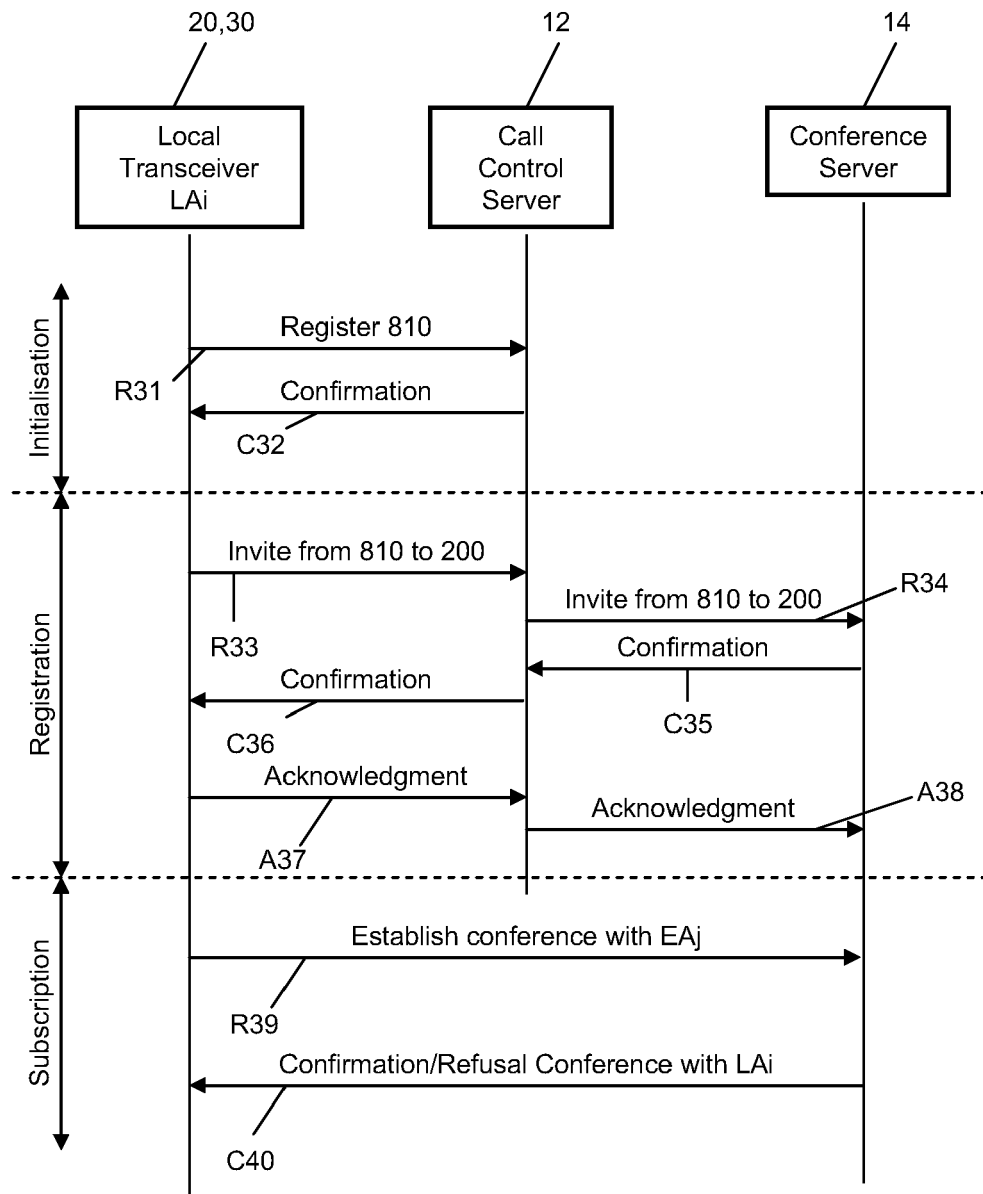 20,30
12
14
Local
Transceiver
LAi
Call
Control
Server
Conference
Server
Initialisation
Register 810
R31
Confirmation
C32
Registration
Invite from 810 to 200
R33
Invite from 810 to 200
R34
Confirmation
C35
Confirmation
C36
Acknowledgment
A37
Acknowledgment
A38
Subscription
Establish conference with EAj
R39
Confirmation/Refusal Conference with LAi
C40